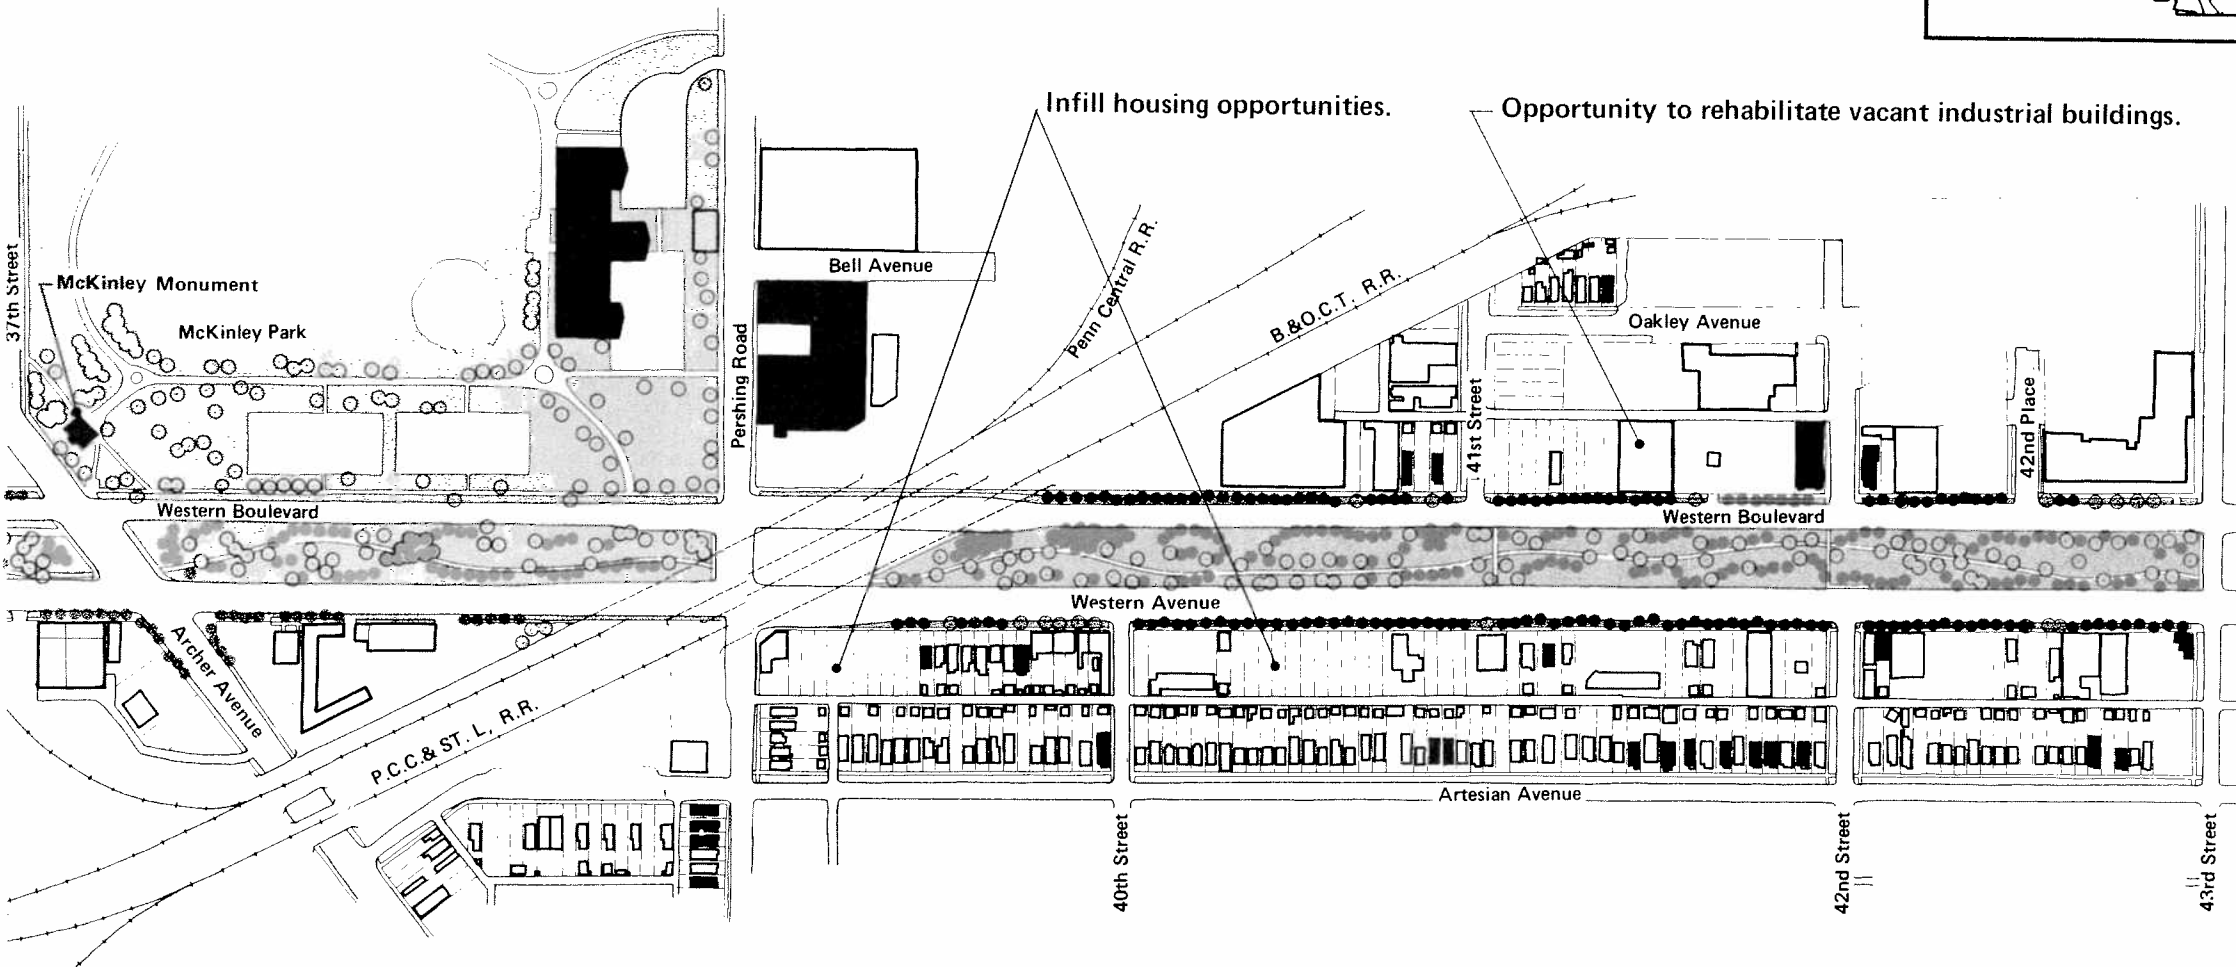 Infill housing opportunities.
Opportunity to rehabilitate vacant industrial buildings.
37th Street
McKinley Monument
McKinley Park
Bell Avenue
Pershing Road
Penn Central R.R.
B.&O.C.T. R.R.
Oakley Avenue
41st Street
42nd Place
Western Boulevard
Western Boulevard
Western Avenue
Archer Avenue
P.C.C.& ST. L, R.R.
Artesian Avenue
40th Street
42nd Street
43rd Street